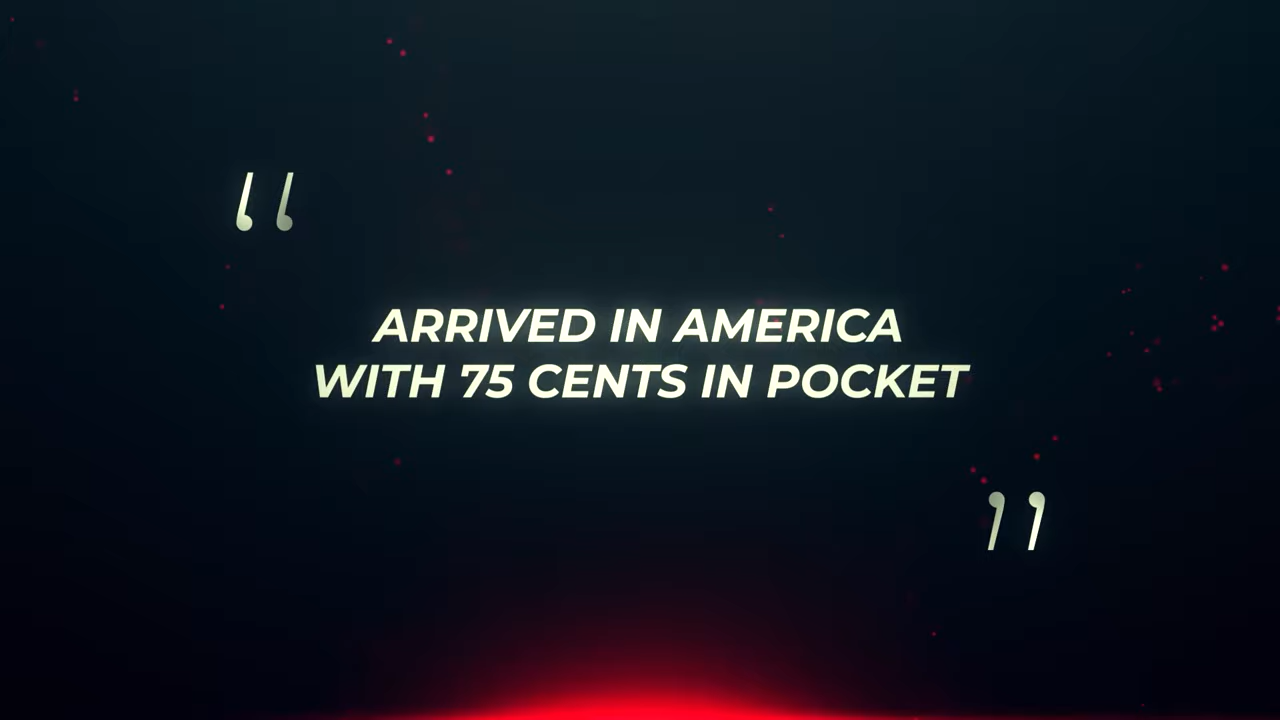 “
ARRIVED IN AMERICA
WITH 75 CENTS IN POCKET
”